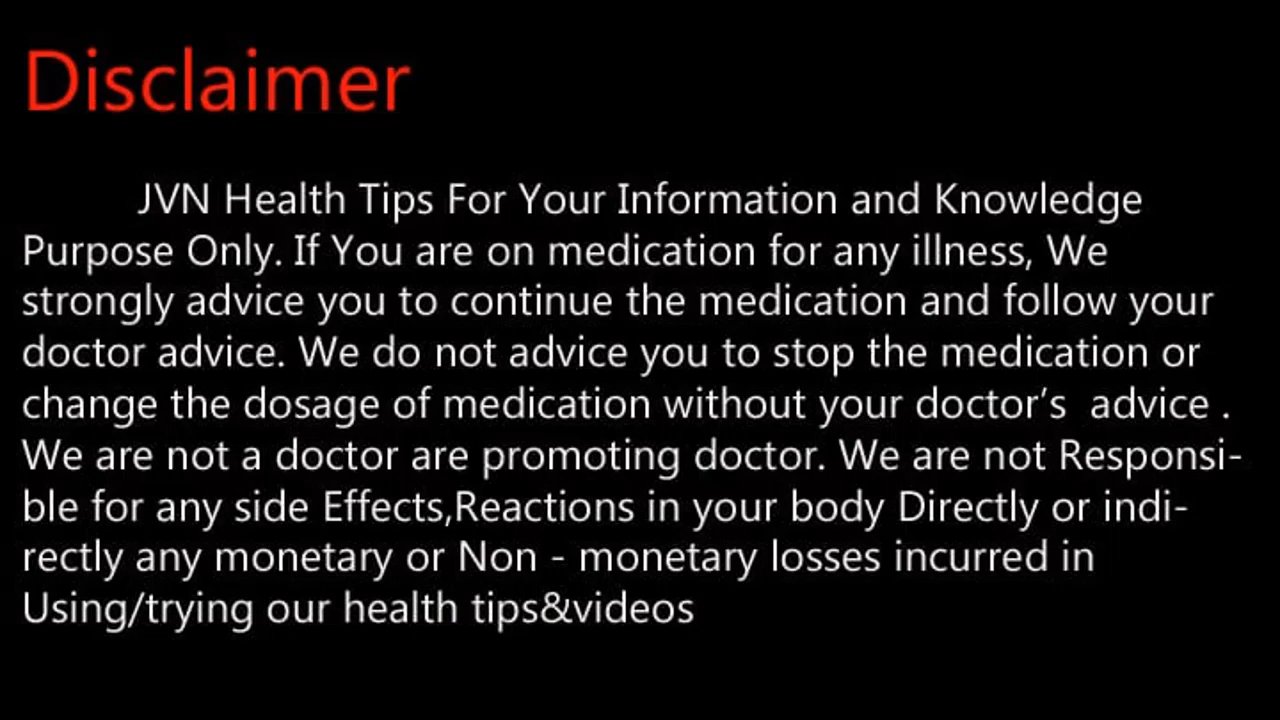 Disclaimer
JVN Health Tips For Your Information and Knowledge
Purpose Only. If You are on medication for any illness, We
strongly advice you to continue the medication and follow your
doctor advice. We do not advice you to stop the medication or
change the dosage of medication without your doctor’s  advice .
We are not a doctor are promoting doctor. We are not Responsi-
ble for any side Effects,Reactions in your body Directly or indi-
rectly any monetary or Non - monetary losses incurred in
Using/trying our health tips&videos